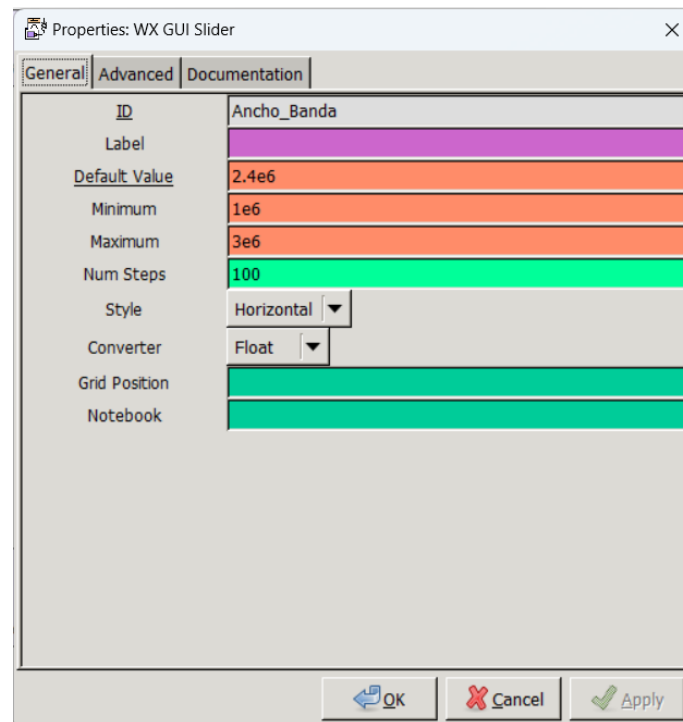 Properties: WX GUI Slider
General Advanced Documentation
ID Ancho_Banda
Label
Default Value 2.4e6
Minimum 1e6
Maximum 3e6
Num Steps 100
Style Horizontal
Converter Float
Grid Position
Notebook
OK Cancel Apply